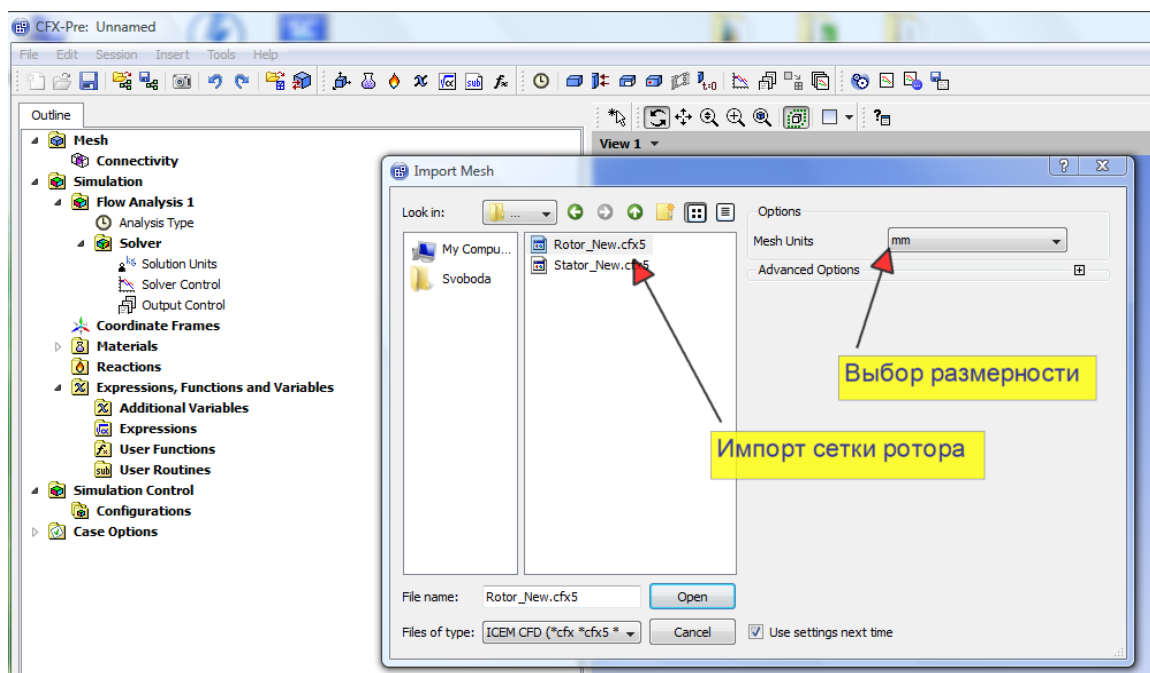 CFX-Pre: Unnamed
File Edit Session Insert Tools Help
Outline
Mesh
Connectivity
Simulation
Flow Analysis 1
Analysis Type
Solver
Solution Units
Solver Control
Output Control
Coordinate Frames
Materials
Reactions
Expressions, Functions and Variables
Additional Variables
Expressions
User Functions
User Routines
Simulation Control
Configurations
Case Options
View 1
Import Mesh
Look in: ...
My Compu...
Svoboda
Rotor_New.cfx5
Stator_New.cfx5
Options
Mesh Units mm
Advanced Options
Выбор размерности
Импорт сетки ротора
File name: Rotor_New.cfx5 Open
Files of type: ICEM CFD (*cfx *cfx5 * Cancel
Use settings next time